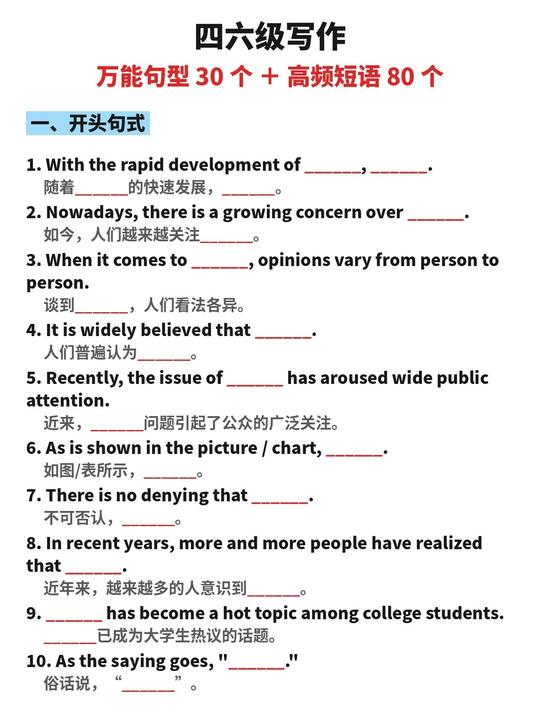 四六级写作
万能句型 30 个 + 高频短语 80 个
一、开头句式
1. With the rapid development of ______, ______.
随着______的快速发展，______。
2. Nowadays, there is a growing concern over ______.
如今，人们越来越关注______。
3. When it comes to ______, opinions vary from person to
person.
谈到______，人们看法各异。
4. It is widely believed that ______.
人们普遍认为______。
5. Recently, the issue of ______ has aroused wide public
attention.
近来，______问题引起了公众的广泛关注。
6. As is shown in the picture / chart, ______.
如图/表所示，______。
7. There is no denying that ______.
不可否认，______。
8. In recent years, more and more people have realized
that ______.
近年来，越来越多的人意识到______。
9. ______ has become a hot topic among college students.
______已成为大学生热议的话题。
10. As the saying goes, "______."
俗话说，“______”。